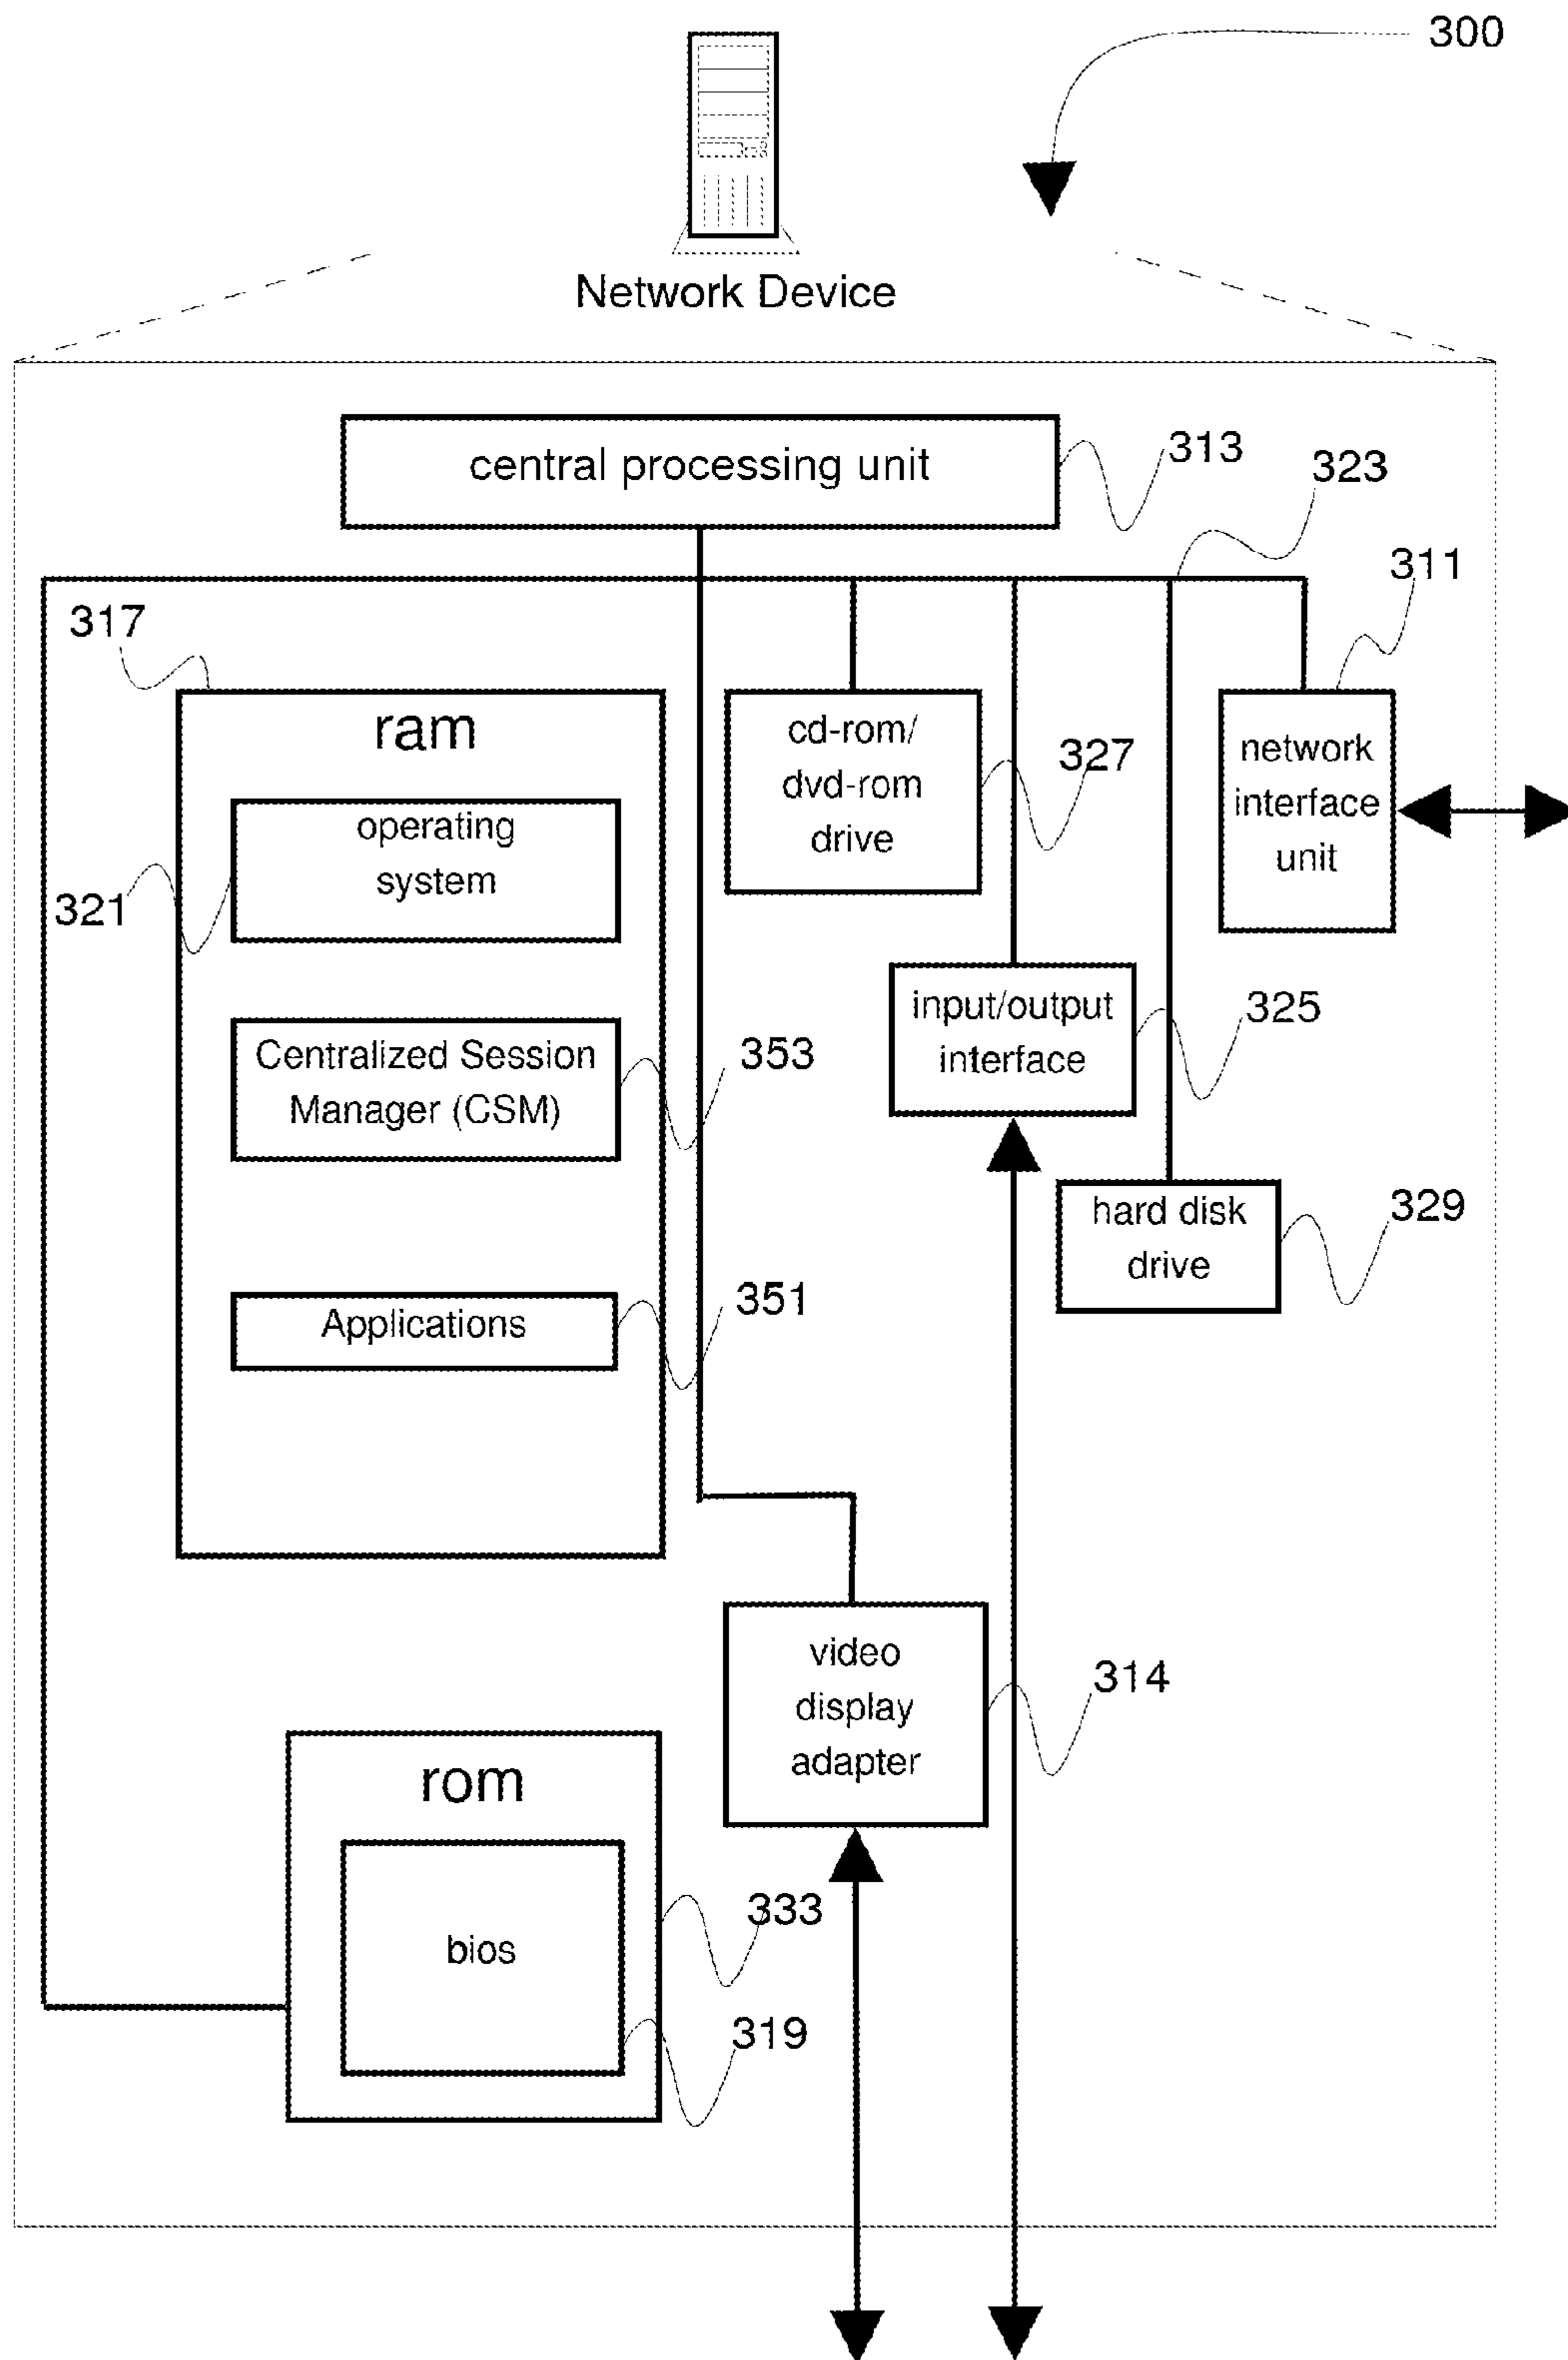 300
Network Device
central processing unit
313
323
311
317
ram
operating
system
321
Centralized Session
Manager (CSM)
353
Applications
351
cd-rom/
dvd-rom
drive
327
network
interface
unit
input/output
interface
325
hard disk
drive
329
video
display
adapter
314
rom
bios
333
319